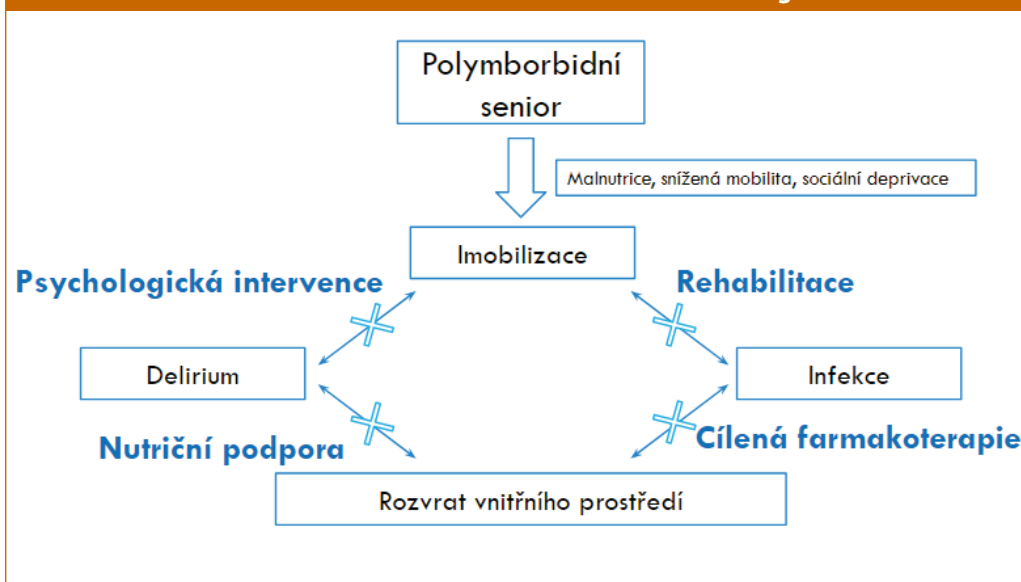 Polymborbidní
senior
Malnutrice, snížená mobilita, sociální deprivace
Imobilizace
Psychologická intervence
Rehabilitace
Delirium
Infekce
Nutriční podpora
Cílená farmakoterapie
Rozvrat vnitřního prostředí